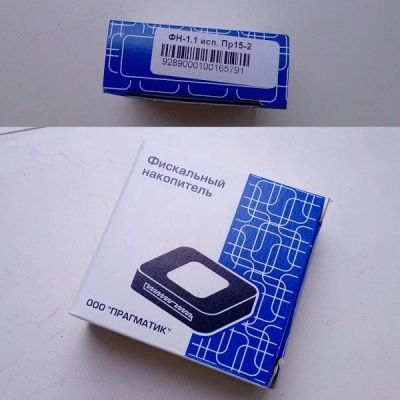 ФН-1.1 исп. Пр15-2
9289000100165791
Фискальный
накопитель
ООО "ПРАГМАТИК"